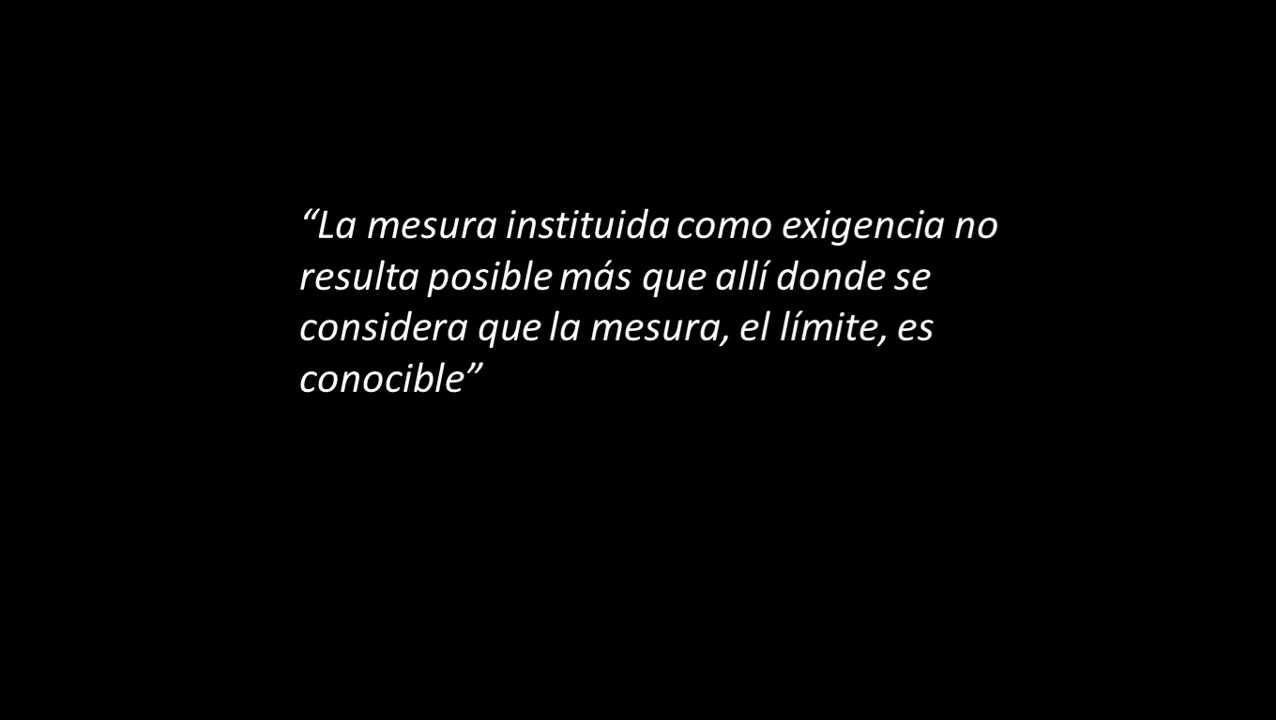 “La mesura instituida como exigencia no
resulta posible más que allí donde se
considera que la mesura, el límite, es
conocible”